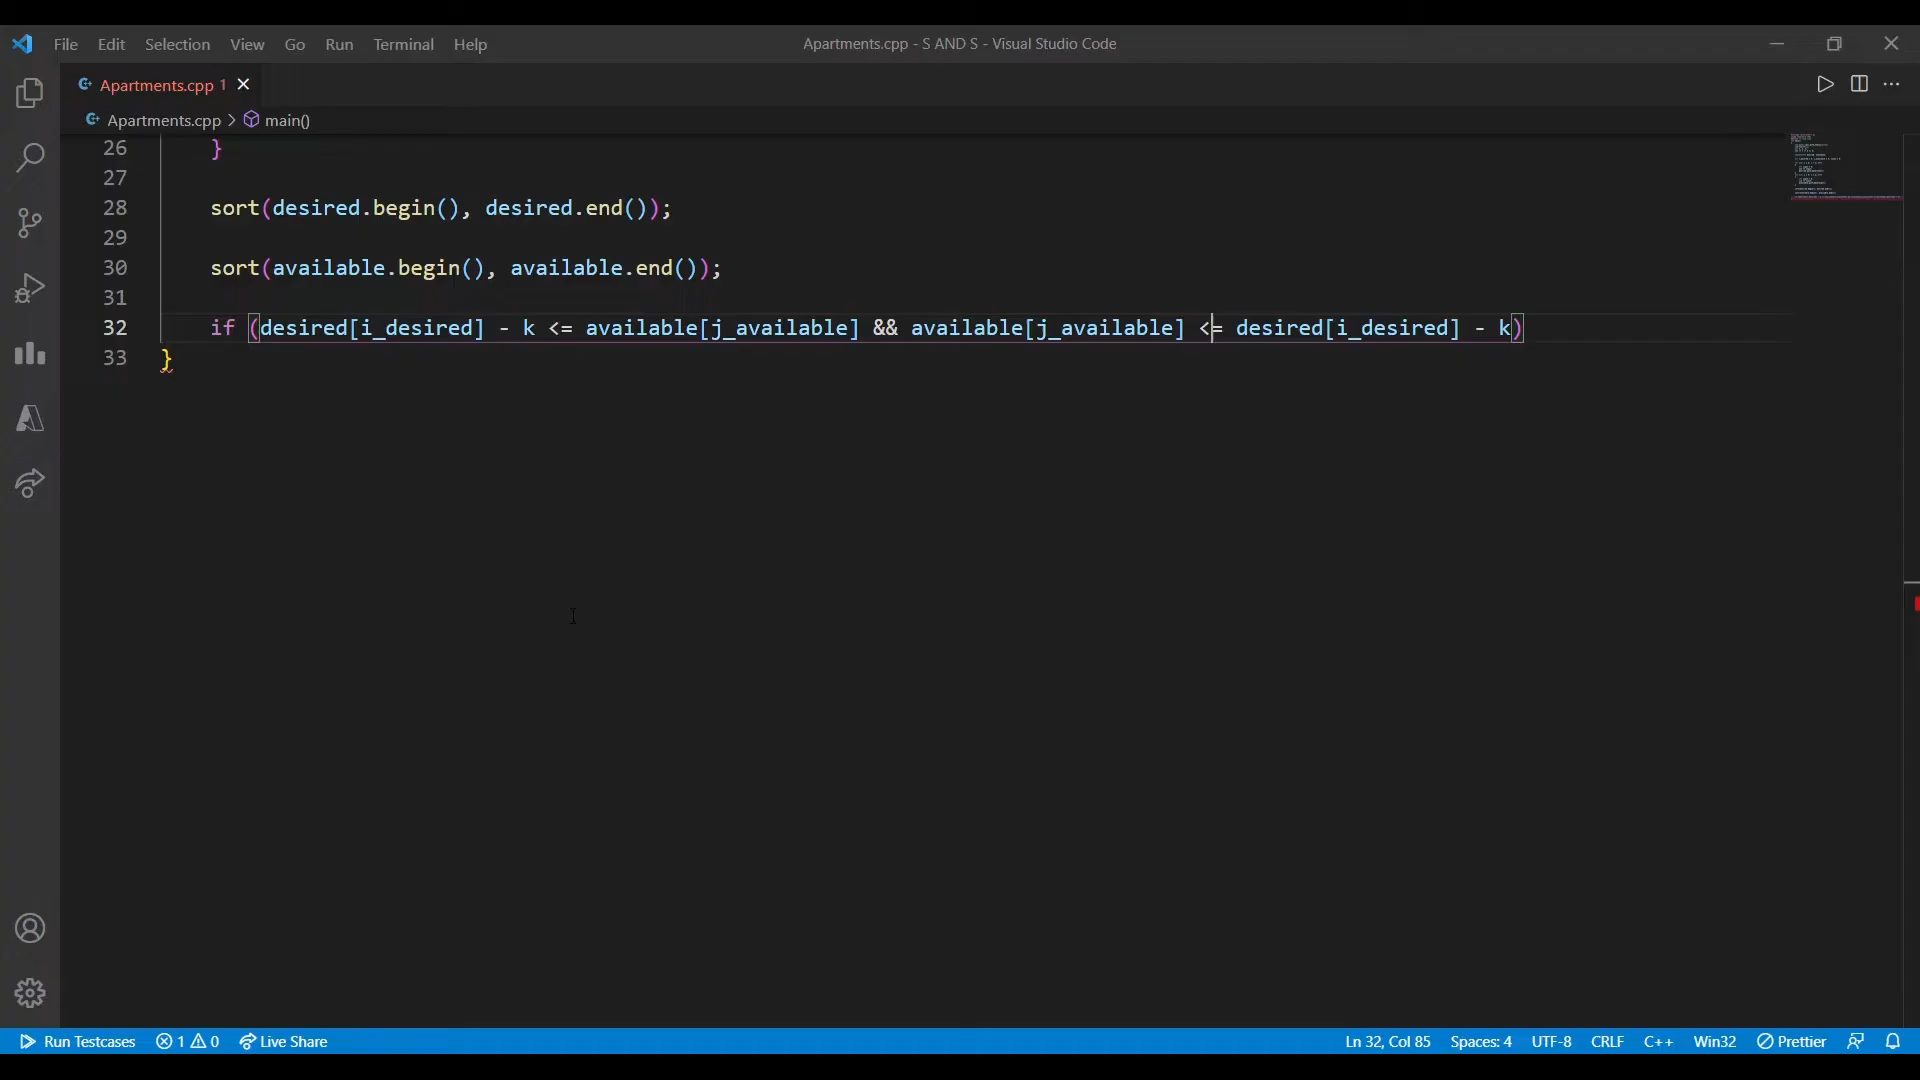 File Edit Selection View Go Run Terminal Help Apartments.cpp - S AND S - Visual Studio Code
Apartments.cpp 1
Apartments.cpp > main()
26 }
27
28 sort(desired.begin(), desired.end());
29
30 sort(available.begin(), available.end());
31
32 if (desired[i_desired] - k <= available[j_available] && available[j_available] <= desired[i_desired] - k)
33 }
Run Testcases 1 0 Live Share Ln 32, Col 85 Spaces: 4 UTF-8 CRLF C++ Win32 Prettier